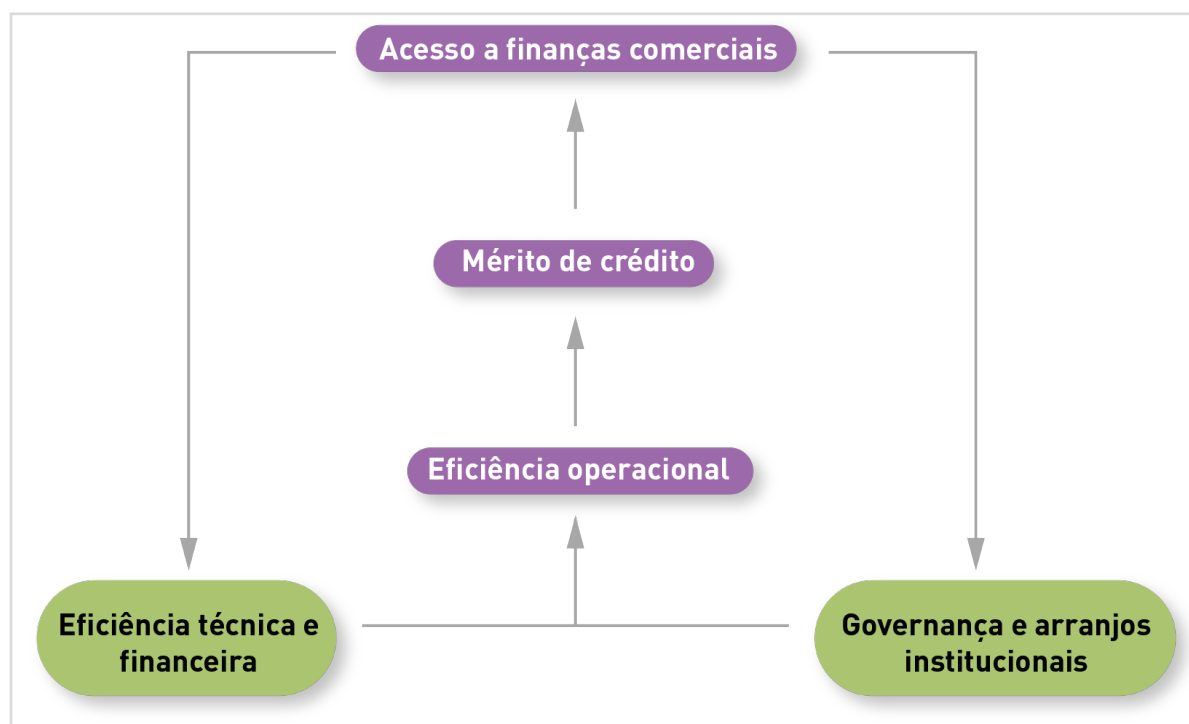 Acesso a finanças comerciais
Mérito de crédito
Eficiência operacional
Eficiência técnica e
financeira
Governança e arranjos
institucionais